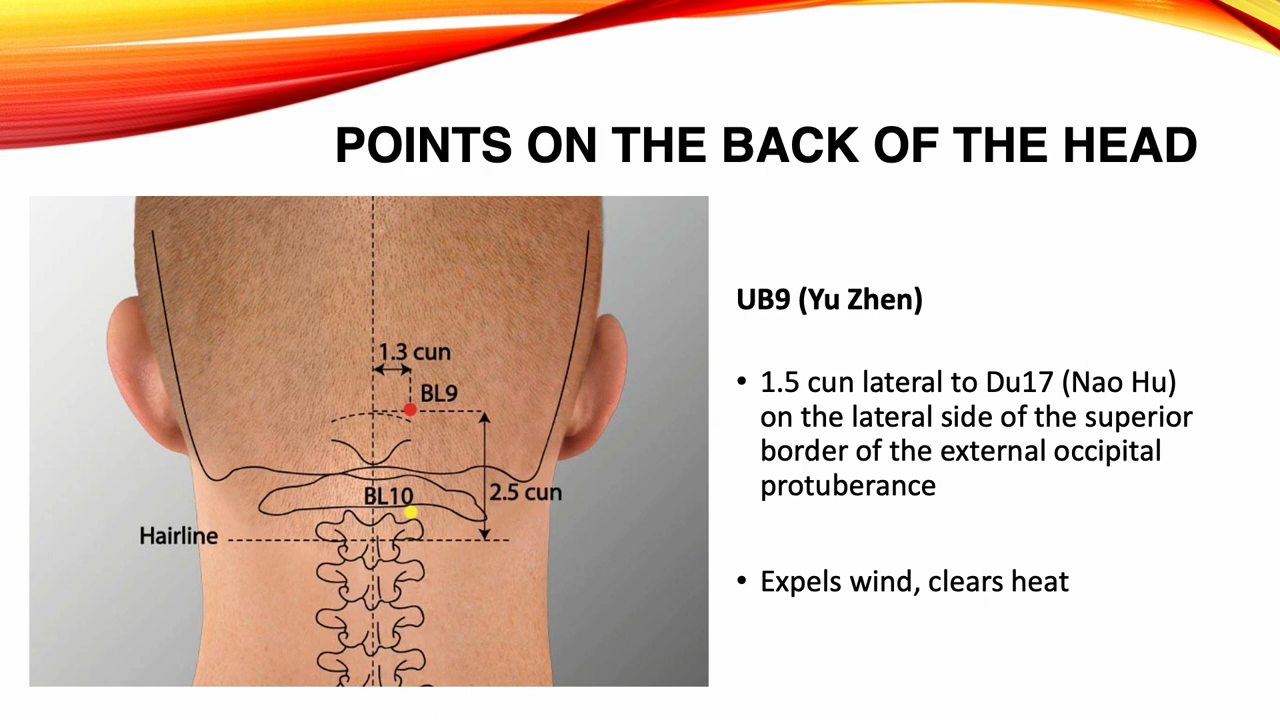 POINTS ON THE BACK OF THE HEAD
1.3 cun
BL9
BL10
2.5 cun
Hairline
UB9 (Yu Zhen)
• 1.5 cun lateral to Du17 (Nao Hu)
on the lateral side of the superior
border of the external occipital
protuberance
• Expels wind, clears heat